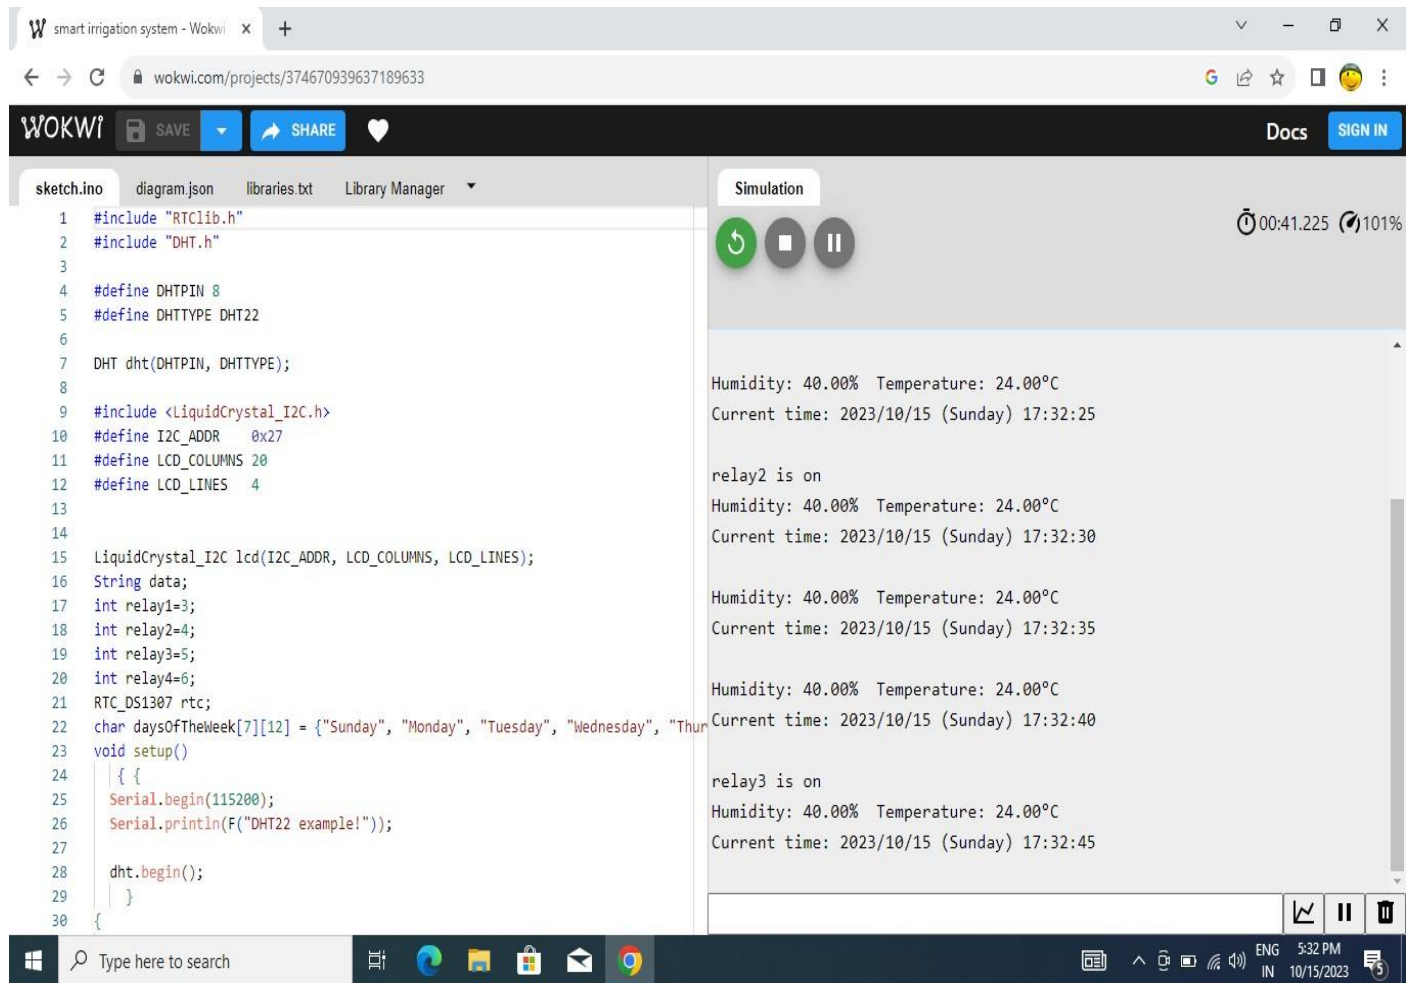 smart irrigation system - Wokwi
wokwi.com/projects/374670939637189633
WOKWI SAVE SHARE Docs SIGN IN
sketch.ino diagram.json libraries.txt Library Manager
1 #include "RTClib.h"
2 #include "DHT.h"
3
4 #define DHTPIN 8
5 #define DHTTYPE DHT22
6
7 DHT dht(DHTPIN, DHTTYPE);
8
9 #include <LiquidCrystal_I2C.h>
10 #define I2C_ADDR 0x27
11 #define LCD_COLUMNS 20
12 #define LCD_LINES 4
13
14
15 LiquidCrystal_I2C lcd(I2C_ADDR, LCD_COLUMNS, LCD_LINES);
16 String data;
17 int relay1=3;
18 int relay2=4;
19 int relay3=5;
20 int relay4=6;
21 RTC_DS1307 rtc;
22 char daysOfTheWeek[7][12] = {"Sunday", "Monday", "Tuesday", "Wednesday", "Thur
23 void setup()
24 { {
25 Serial.begin(115200);
26 Serial.println(F("DHT22 example!"));
27
28 dht.begin();
29 }
30 {
Simulation
00:41.225 101%
Humidity: 40.00% Temperature: 24.00°C
Current time: 2023/10/15 (Sunday) 17:32:25
relay2 is on
Humidity: 40.00% Temperature: 24.00°C
Current time: 2023/10/15 (Sunday) 17:32:30
Humidity: 40.00% Temperature: 24.00°C
Current time: 2023/10/15 (Sunday) 17:32:35
Humidity: 40.00% Temperature: 24.00°C
Current time: 2023/10/15 (Sunday) 17:32:40
relay3 is on
Humidity: 40.00% Temperature: 24.00°C
Current time: 2023/10/15 (Sunday) 17:32:45
Type here to search
ENG 5:32 PM
IN 10/15/2023
5